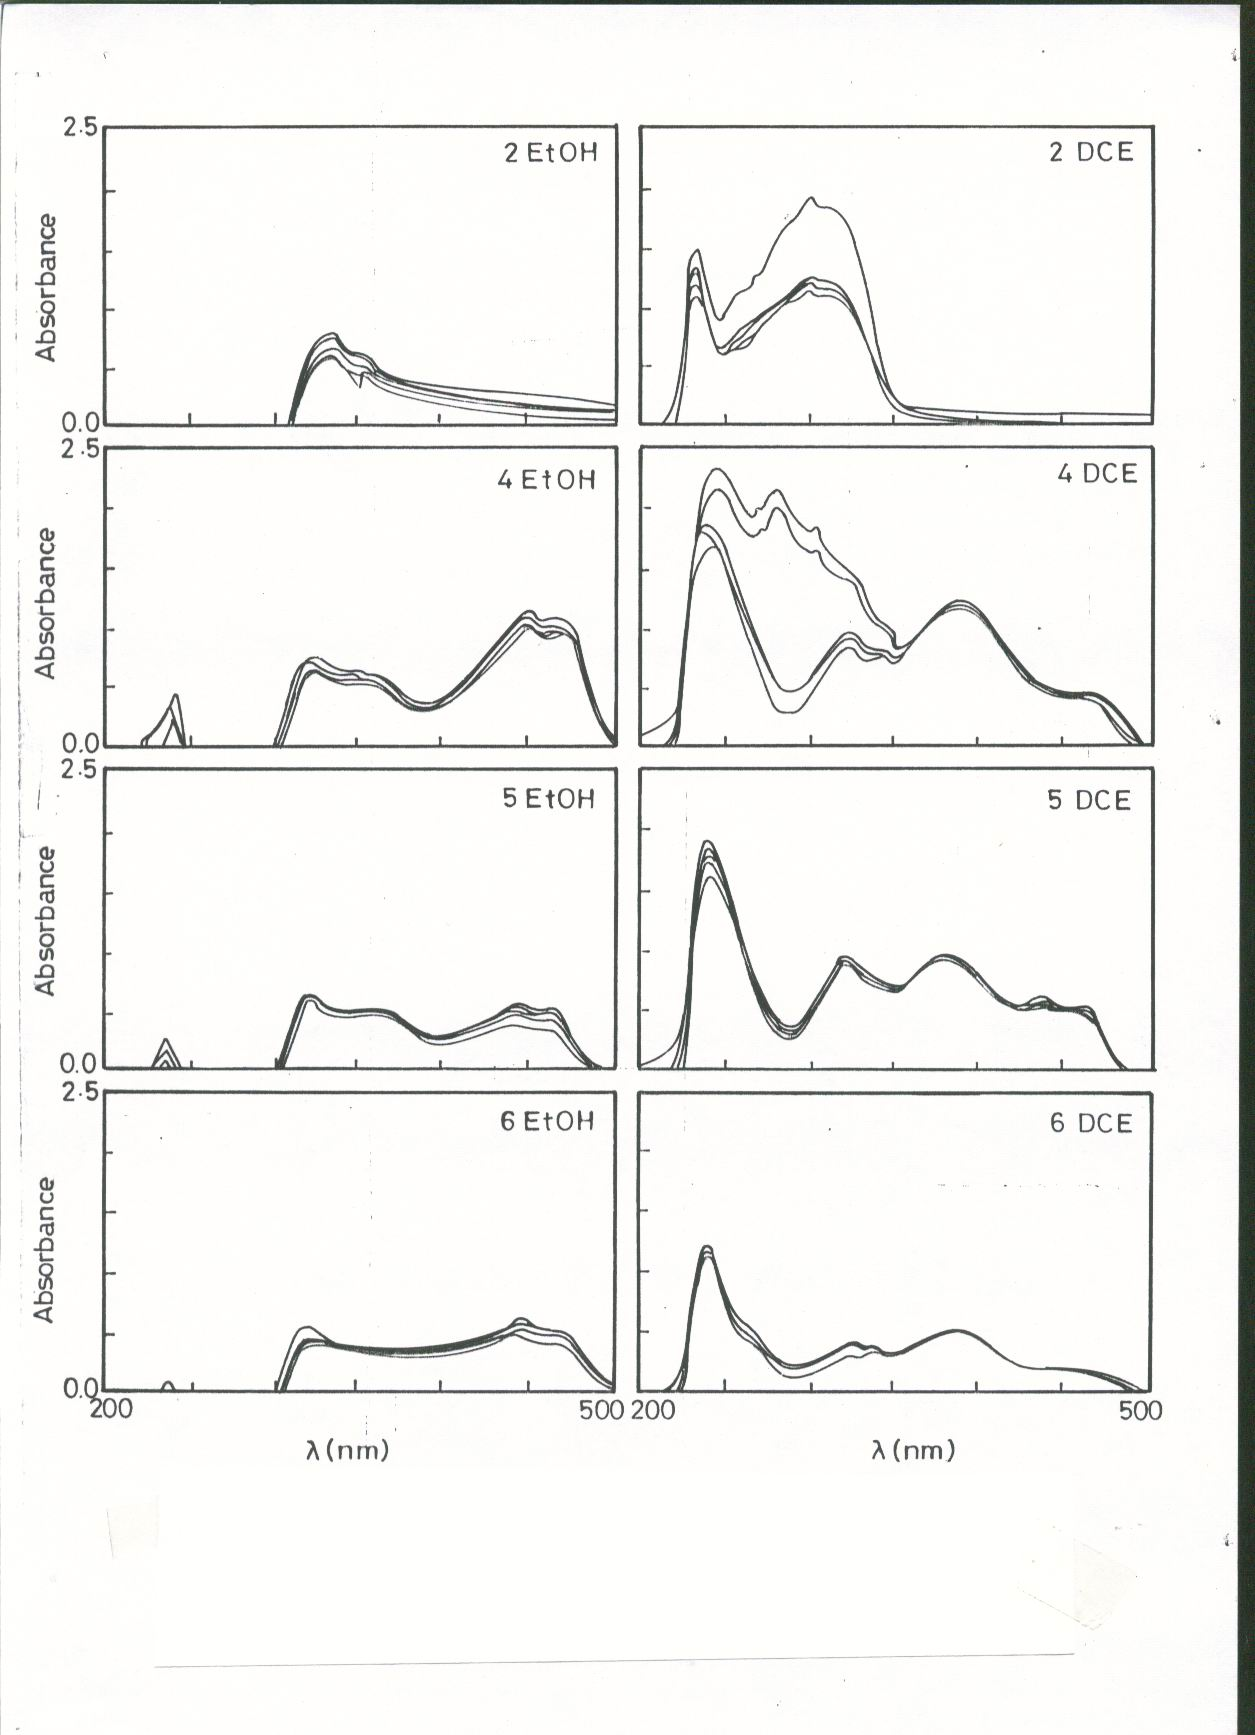 2.5
2 EtOH
2 DCE
Absorbance
0.0
2.5
4 EtOH
4 DCE
Absorbance
0.0
2.5
5 EtOH
5 DCE
Absorbance
0.0
2.5
6 EtOH
6 DCE
Absorbance
0.0
200 500 200 500
λ(nm) λ(nm)